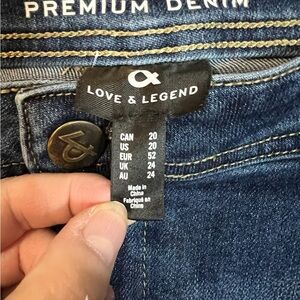 PREMIUM DENIM
LOVE & LEGEND
CAN 20
US 20
EUR 52
UK 24
AU 24
Made in
China
Fabriqué en
Chine